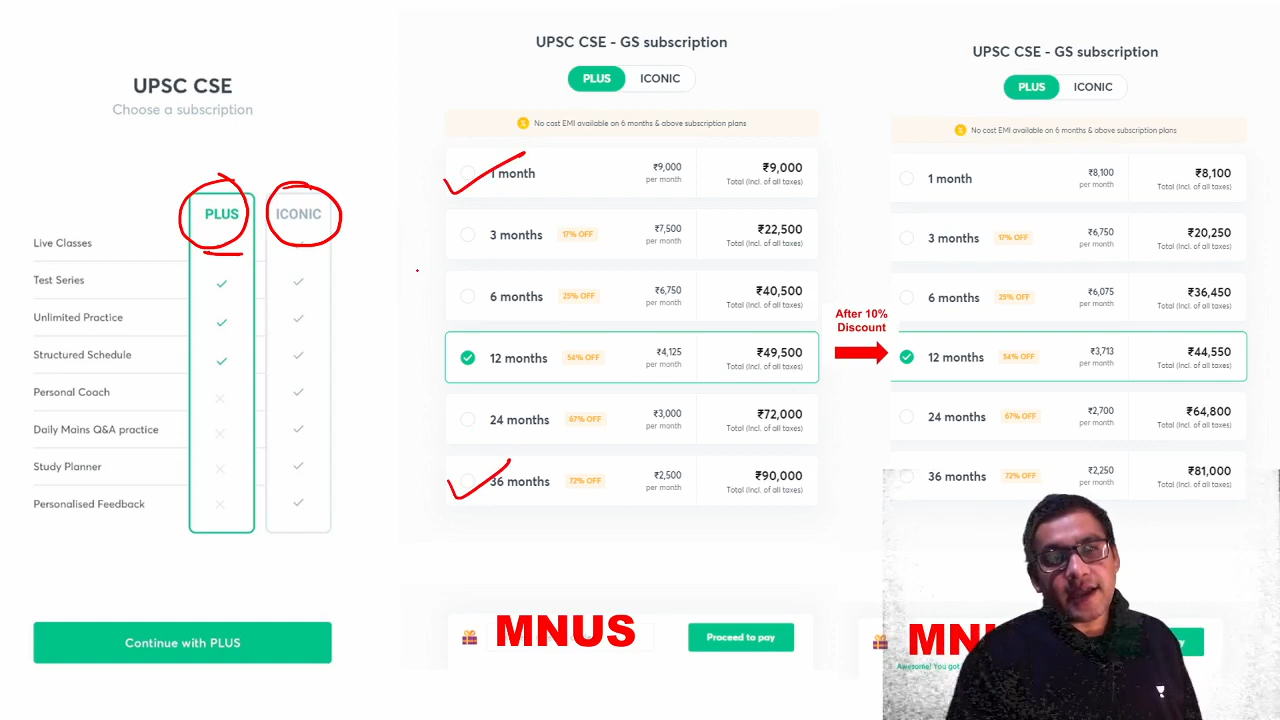 UPSC CSE
Choose a subscription
PLUS ICONIC
Live Classes
Test Series
Unlimited Practice
Structured Schedule
Personal Coach
Daily Mains Q&A practice
Study Planner
Personalised Feedback
Continue with PLUS
UPSC CSE - GS subscription
PLUS ICONIC
No cost EMI available on 6 months & above subscription plans
1 month ₹9,000 ₹9,000
per month Total (Incl. of all taxes)
3 months 17% OFF ₹7,500 ₹22,500
per month Total (Incl. of all taxes)
6 months 25% OFF ₹6,750 ₹40,500
per month Total (Incl. of all taxes)
12 months 54% OFF ₹4,125 ₹49,500
per month Total (Incl. of all taxes)
24 months 67% OFF ₹3,000 ₹72,000
per month Total (Incl. of all taxes)
36 months 72% OFF ₹2,500 ₹90,000
per month Total (Incl. of all taxes)
MNUS Proceed to pay
After 10%
Discount
UPSC CSE - GS subscription
PLUS ICONIC
No cost EMI available on 6 months & above subscription plans
1 month ₹8,100 ₹8,100
per month Total (Incl. of all taxes)
3 months 17% OFF ₹6,750 ₹20,250
per month Total (Incl. of all taxes)
6 months 25% OFF ₹6,075 ₹36,450
per month Total (Incl. of all taxes)
12 months 54% OFF ₹3,713 ₹44,550
per month Total (Incl. of all taxes)
24 months 67% OFF ₹2,700 ₹64,800
per month Total (Incl. of all taxes)
36 months 72% OFF ₹2,250 ₹81,000
per month Total (Incl. of all taxes)
Awesome! You got